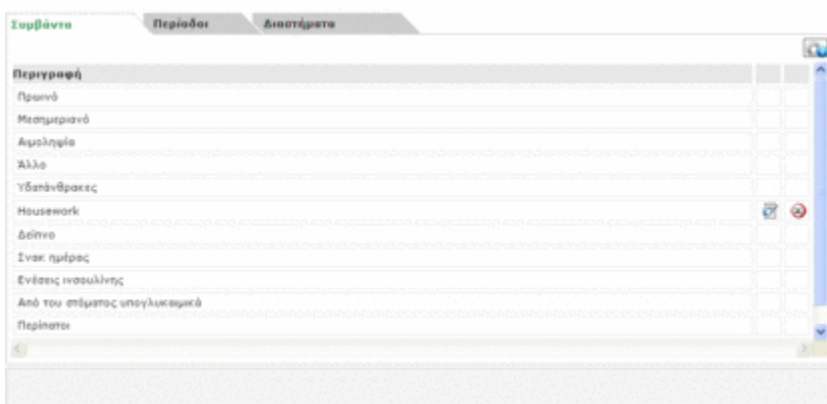 Συμβάντα Περίοδοι Διαστήματα
Περιγραφή
Πρωινό
Μεσημεριανό
Αιμοληψία
Άλλο
Υδατάνθρακες
Housework
Δείπνο
Σνακ ημέρας
Ενέσεις ινσουλίνης
Από του στόματος υπογλυκαιμικά
Περίπατοι